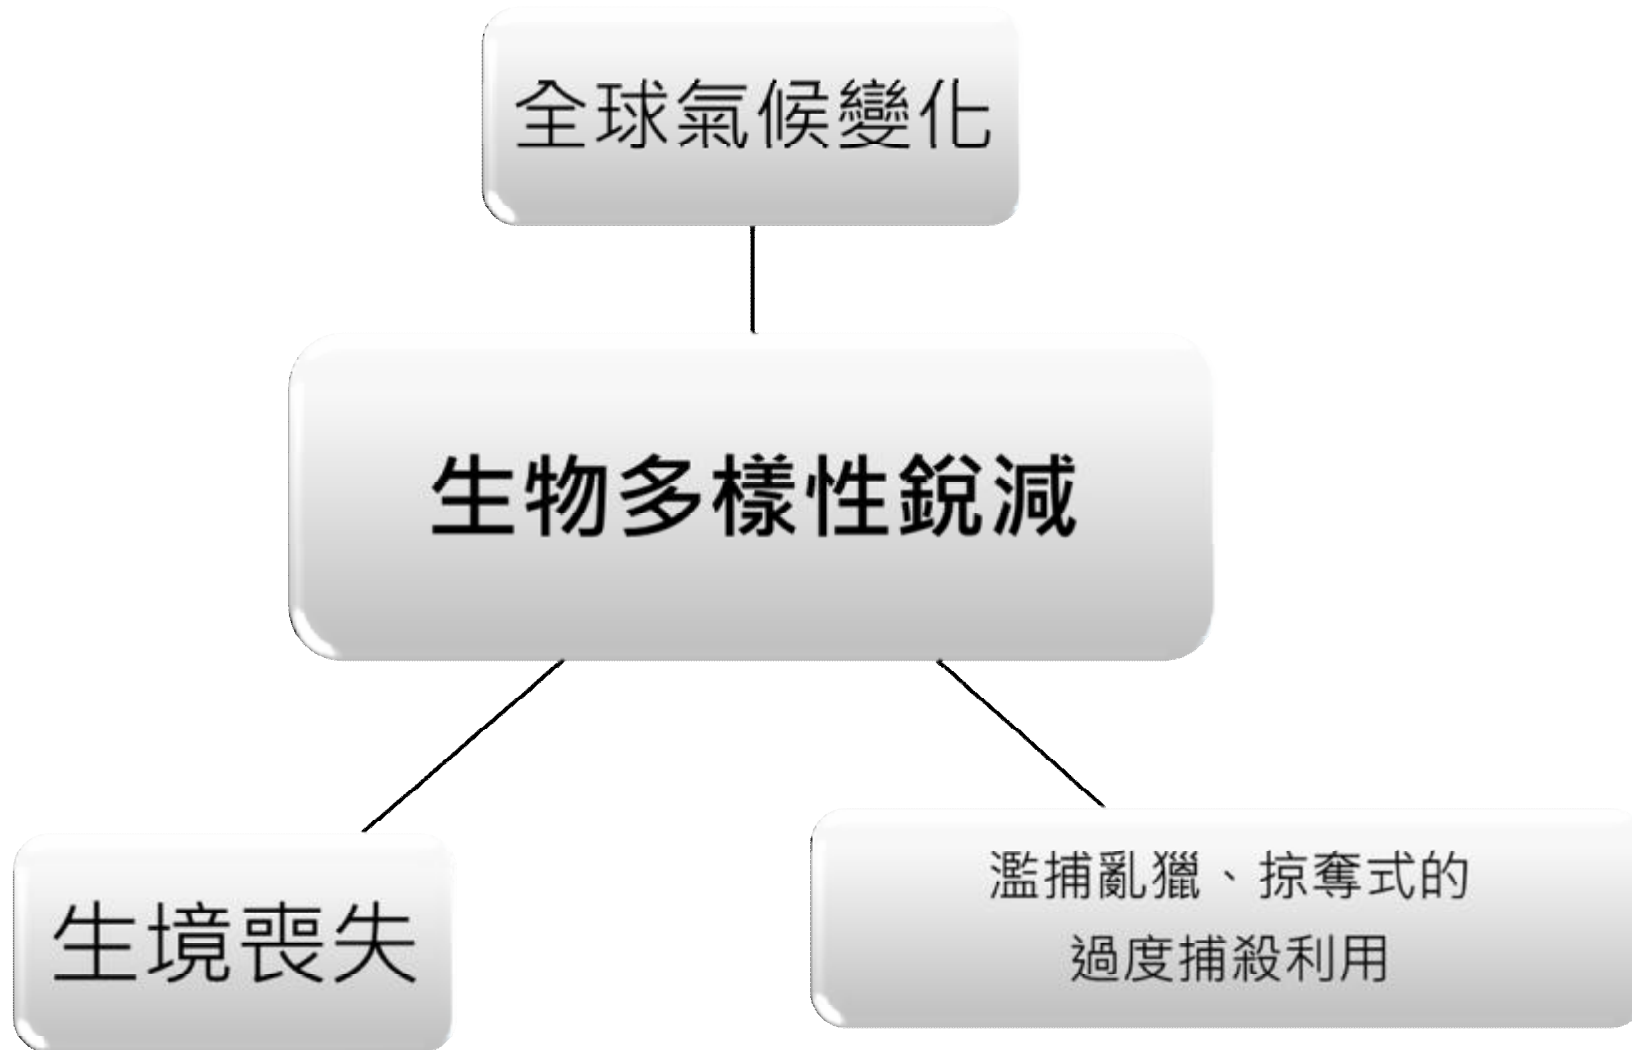 全球氣候變化
生物多樣性銳減
生境喪失
濫捕亂獵、掠奪式的
過度捕殺利用